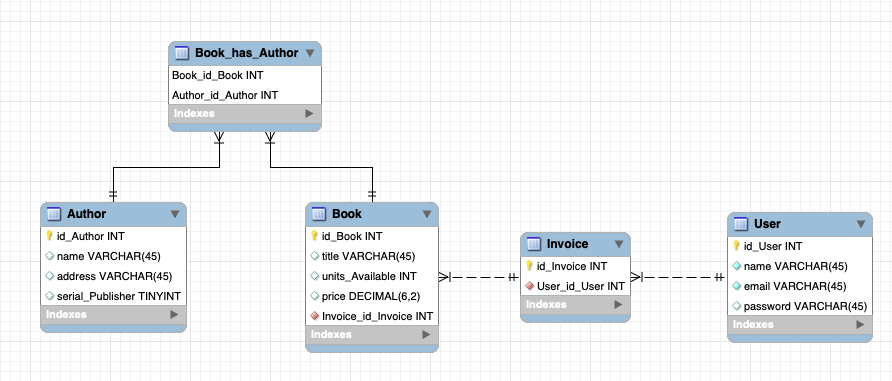 Book_has_Author
Book_id_Book INT
Author_id_Author INT
Indexes
Author
id_Author INT
name VARCHAR(45)
address VARCHAR(45)
serial_Publisher TINYINT
Indexes
Book
id_Book INT
title VARCHAR(45)
units_Available INT
price DECIMAL(6,2)
Invoice_id_Invoice INT
Indexes
Invoice
id_Invoice INT
User_id_User INT
Indexes
User
id_User INT
name VARCHAR(45)
email VARCHAR(45)
password VARCHAR(45)
Indexes